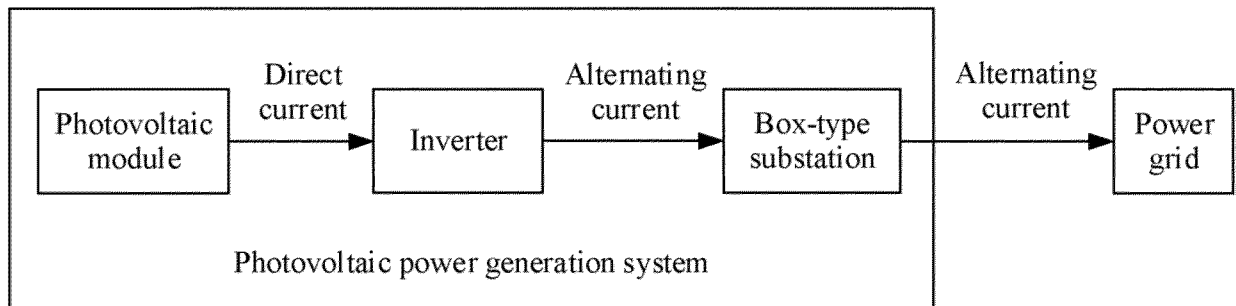 Photovoltaic
module
Direct
current
Inverter
Alternating
current
Box-type
substation
Alternating
current
Power
grid
Photovoltaic power generation system